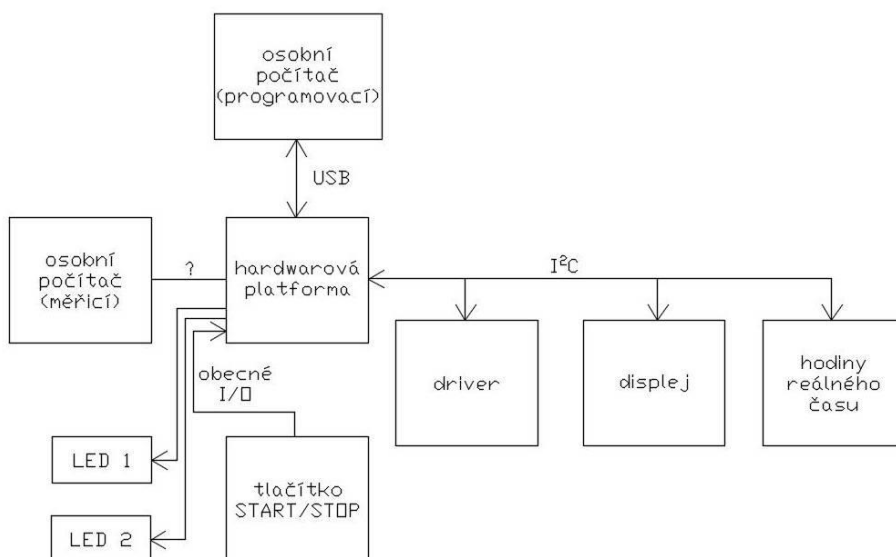 osobní
počítač
(programovací)
USB
osobní
počítač
(měřicí)
?
hardwarová
platforma
I²C
driver
displej
hodiny
reálného
času
obecné
I/O
LED 1
LED 2
tlačítko
START/STOP